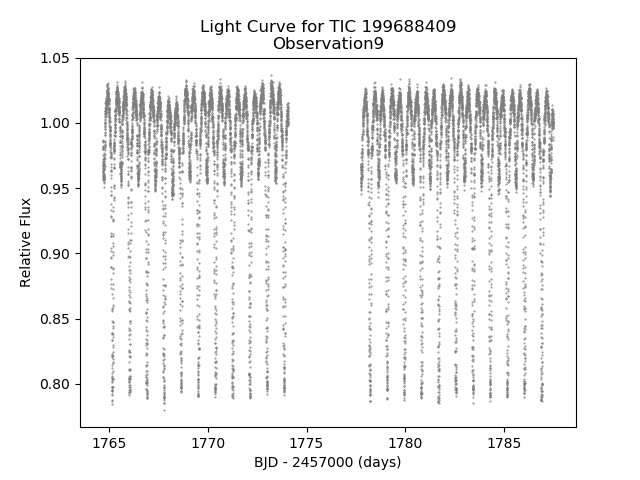 Light Curve for TIC 199688409
Observation9
1.05
1.00
0.95
0.90
0.85
0.80
Relative Flux
1765
1770
1775
1780
1785
BJD - 2457000 (days)